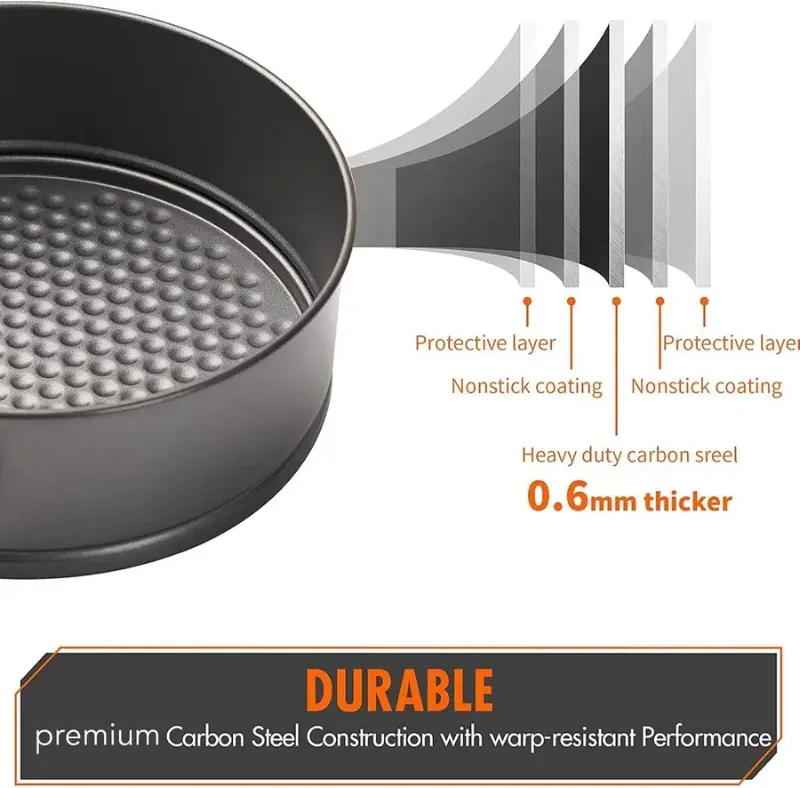 Protective layer Protective layer
Nonstick coating Nonstick coating
Heavy duty carbon sreel
0.6mm thicker
DURABLE
premium Carbon Steel Construction with warp-resistant Performance